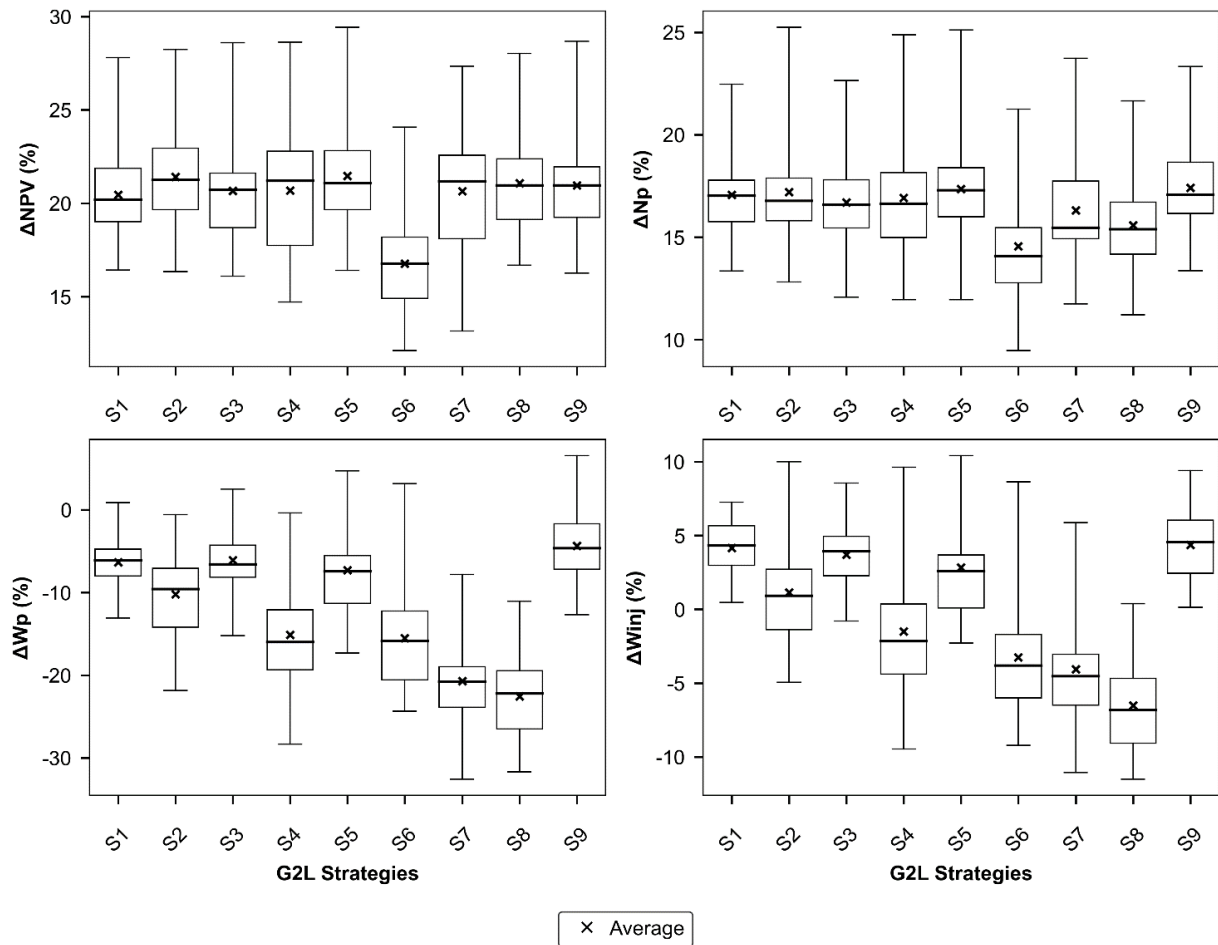 30
25
20
15
ΔNPV (%)
S1 S2 S3 S4 S5 S6 S7 S8 S9
25
20
15
10
ΔNp (%)
S1 S2 S3 S4 S5 S6 S7 S8 S9
0
-10
-20
-30
ΔWp (%)
S1 S2 S3 S4 S5 S6 S7 S8 S9
G2L Strategies
10
5
0
-5
-10
ΔWinj (%)
S1 S2 S3 S4 S5 S6 S7 S8 S9
G2L Strategies
× Average